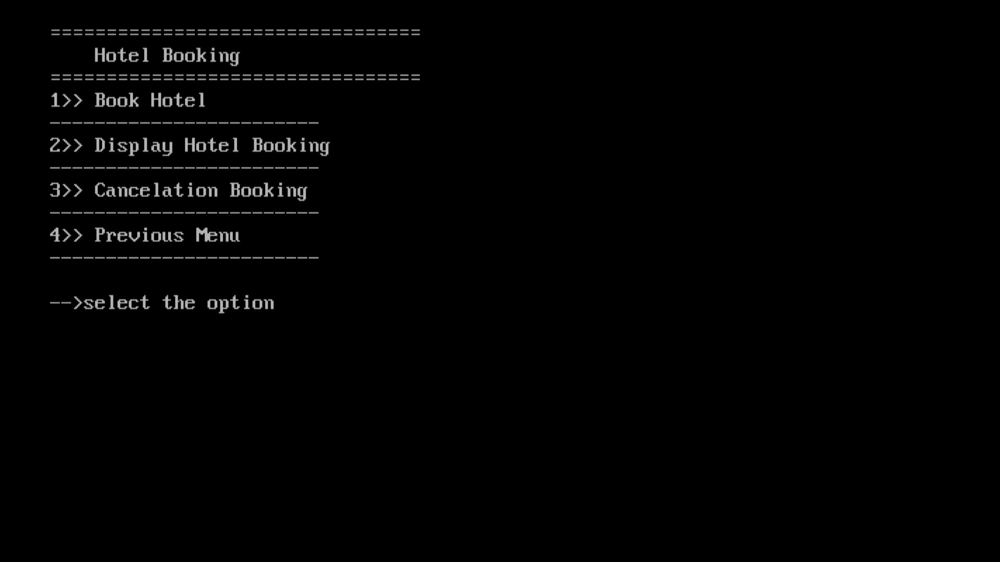 =================================
Hotel Booking
=================================
1>> Book Hotel
------------------------
2>> Display Hotel Booking
------------------------
3>> Cancelation Booking
------------------------
4>> Previous Menu
------------------------
-->select the option